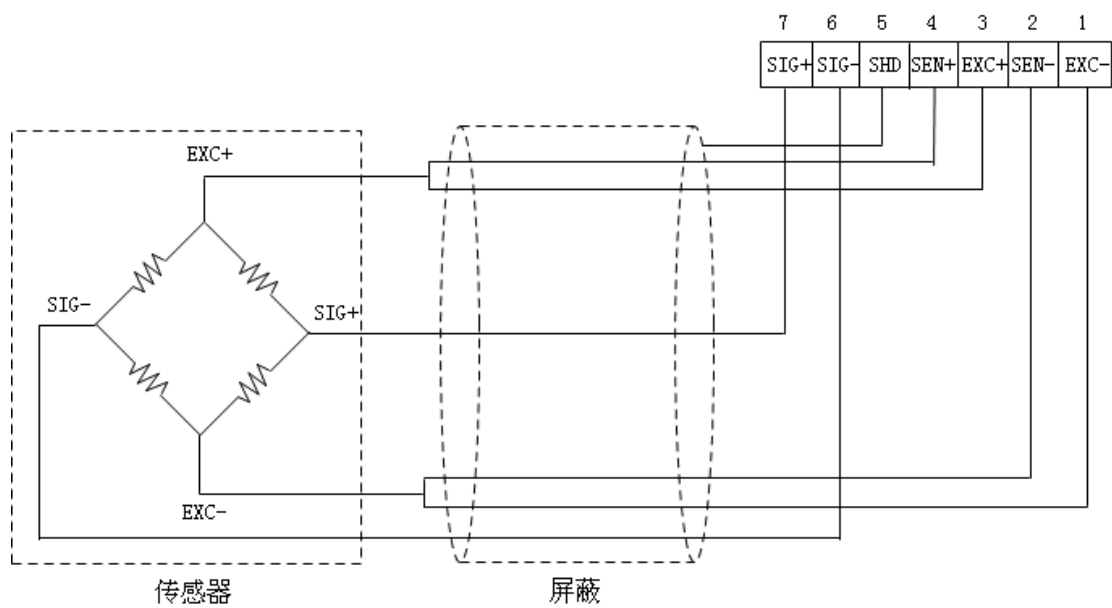 7 6 5 4 3 2 1
SIG+ SIG- SHD SEN+ EXC+ SEN- EXC-
EXC+
SIG-
SIG+
EXC-
传感器
屏蔽